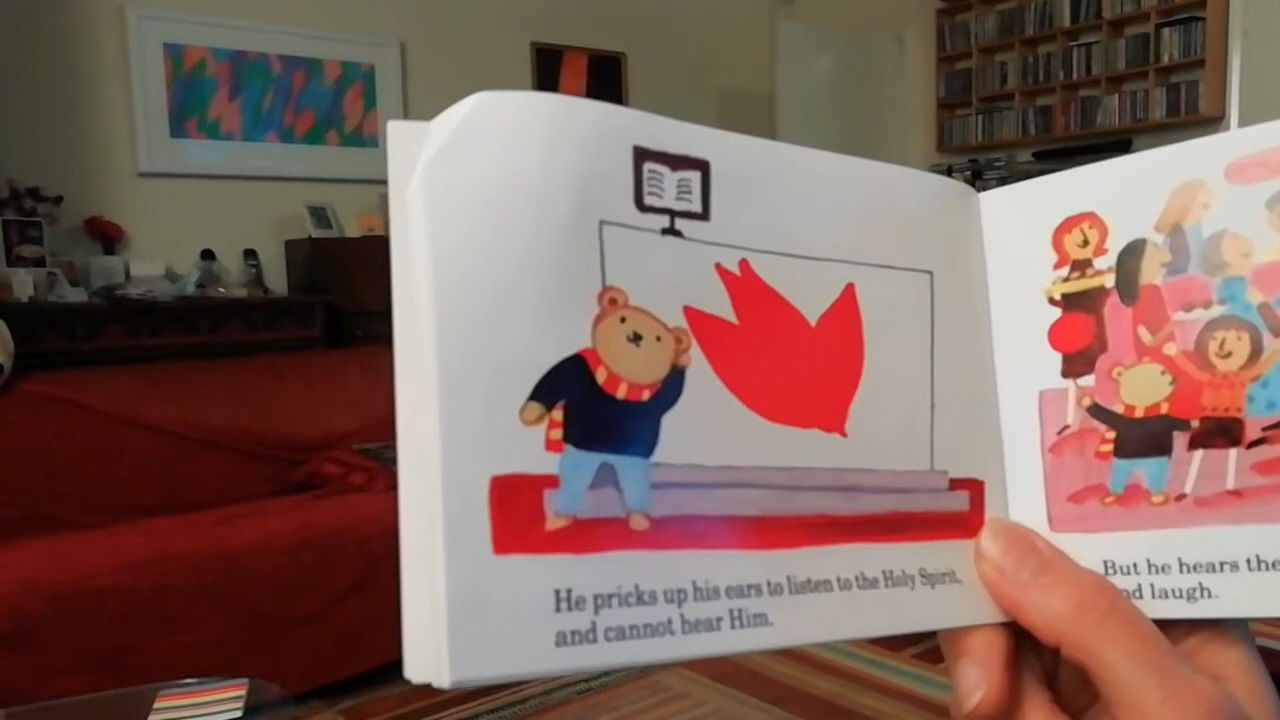 He pricks up his ears to listen to the Holy Spirit,
and cannot hear Him.
But he hears the
laugh.